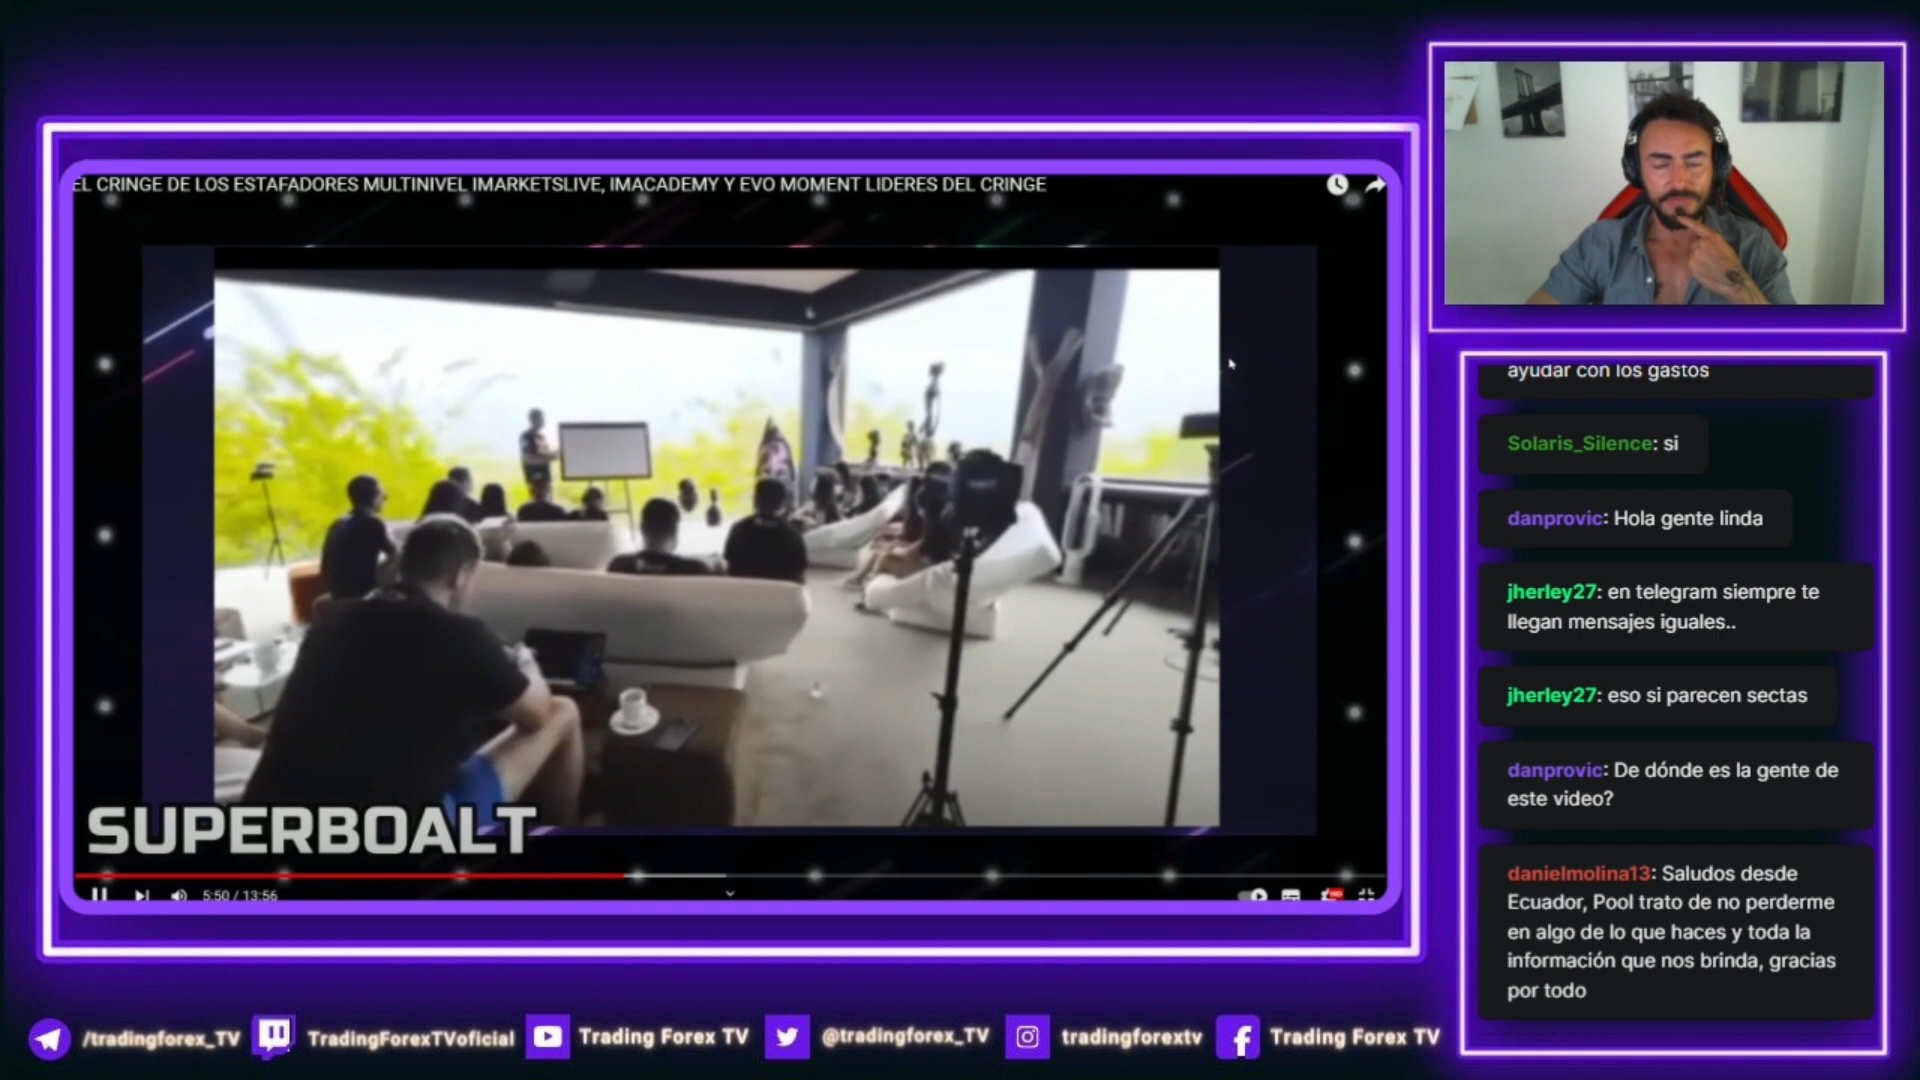 EL CRINGE DE LOS ESTAFADORES MULTINIVEL IMARKETSLIVE, IMACADEMY Y EVO MOMENT LIDERES DEL CRINGE
SUPERBOALT
5:50 / 13:56
HD
ayudar con los gastos
Solaris_Silence: si
danprovic: Hola gente linda
jherley27: en telegram siempre te
llegan mensajes iguales..
jherley27: eso si parecen sectas
danprovic: De dónde es la gente de
este video?
danielmolina13: Saludos desde
Ecuador, Pool trato de no perderme
en algo de lo que haces y toda la
información que nos brinda, gracias
por todo
/tradingforex_TV
TradingForexTVoficial
Trading Forex TV
@tradingforex_TV
tradingforextv
Trading Forex TV